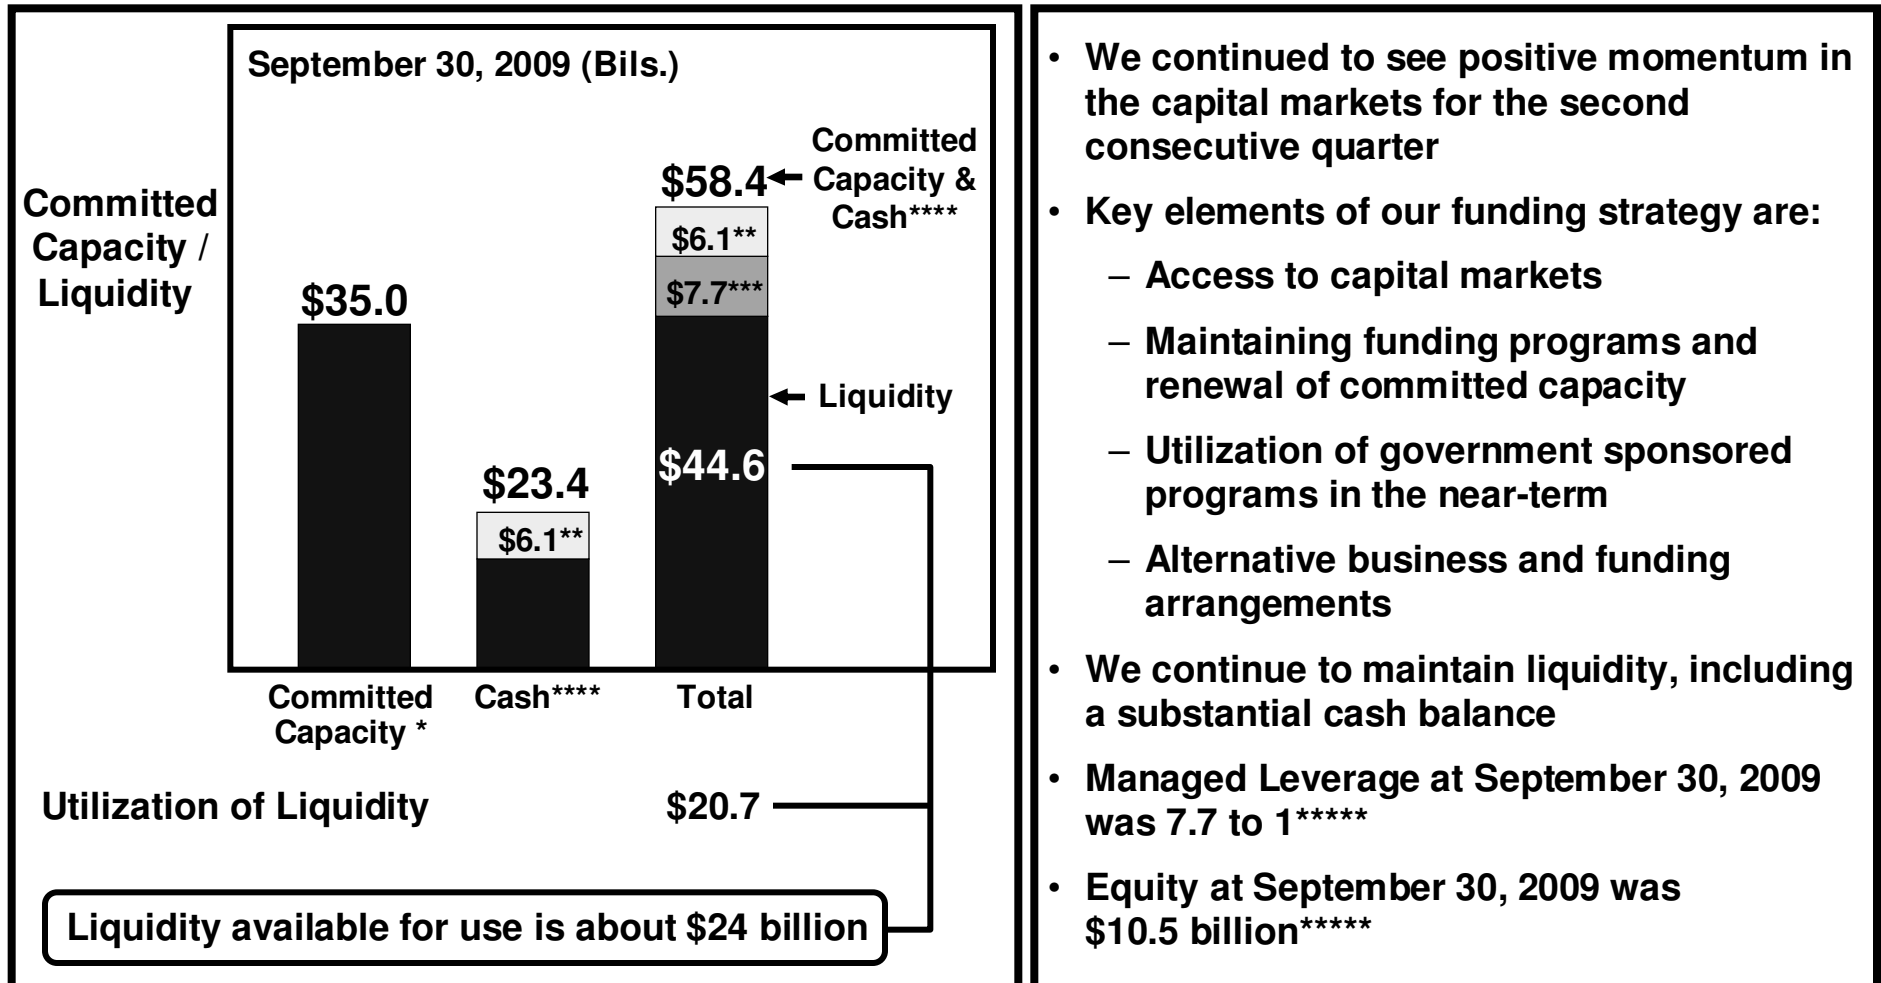 September 30, 2009 (Bils.)
Committed
Capacity /
Liquidity
$35.0
$23.4
$6.1**
$58.4
Committed
Capacity &
Cash****
$6.1**
$7.7***
Liquidity
$44.6
Committed
Capacity *
Cash****
Total
Utilization of Liquidity
$20.7
Liquidity available for use is about $24 billion
• We continued to see positive momentum in
the capital markets for the second
consecutive quarter
• Key elements of our funding strategy are:
– Access to capital markets
– Maintaining funding programs and
renewal of committed capacity
– Utilization of government sponsored
programs in the near-term
– Alternative business and funding
arrangements
• We continue to maintain liquidity, including
a substantial cash balance
• Managed Leverage at September 30, 2009
was 7.7 to 1*****
• Equity at September 30, 2009 was
$10.5 billion*****